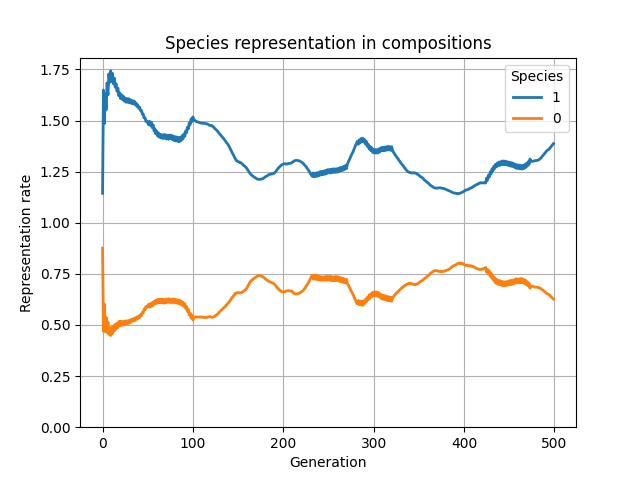 Species representation in compositions
Species
1
0
Representation rate
1.75
1.50
1.25
1.00
0.75
0.50
0.25
0.00
0 100 200 300 400 500
Generation